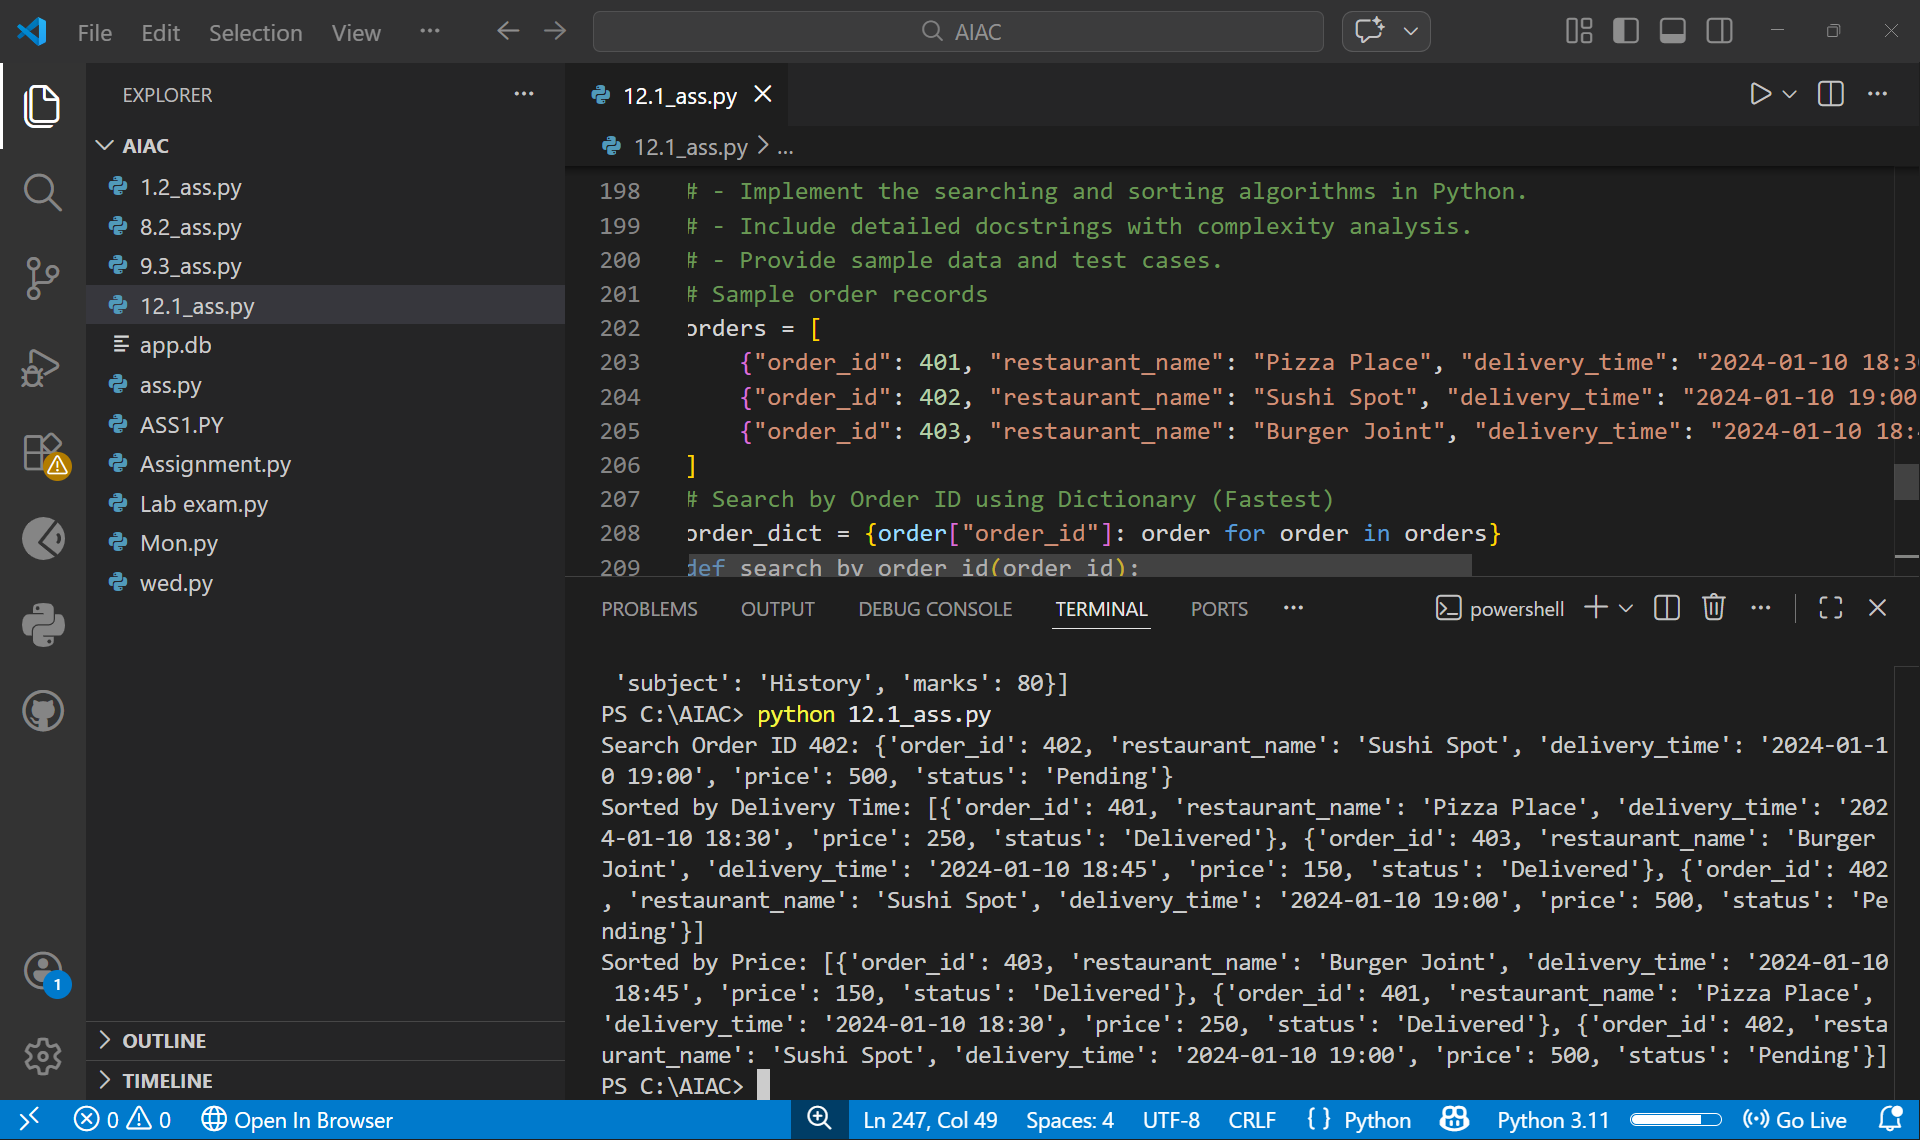 File Edit Selection View ··· AIAC
EXPLORER ···
AIAC
1.2_ass.py
8.2_ass.py
9.3_ass.py
12.1_ass.py
app.db
ass.py
ASS1.PY
Assignment.py
Lab exam.py
Mon.py
wed.py
OUTLINE
TIMELINE
1
12.1_ass.py
12.1_ass.py > ...
198 # - Implement the searching and sorting algorithms in Python.
199 # - Include detailed docstrings with complexity analysis.
200 # - Provide sample data and test cases.
201 # Sample order records
202 orders = [
203     {"order_id": 401, "restaurant_name": "Pizza Place", "delivery_time": "2024-01-10 18:3
204     {"order_id": 402, "restaurant_name": "Sushi Spot", "delivery_time": "2024-01-10 19:00
205     {"order_id": 403, "restaurant_name": "Burger Joint", "delivery_time": "2024-01-10 18:
206 ]
207 # Search by Order ID using Dictionary (Fastest)
208 order_dict = {order["order_id"]: order for order in orders}
209 def search_by_order_id(order_id):
PROBLEMS OUTPUT DEBUG CONSOLE TERMINAL PORTS ··· powershell
'subject': 'History', 'marks': 80}]
PS C:\AIAC> python 12.1_ass.py
Search Order ID 402: {'order_id': 402, 'restaurant_name': 'Sushi Spot', 'delivery_time': '2024-01-1
0 19:00', 'price': 500, 'status': 'Pending'}
Sorted by Delivery Time: [{'order_id': 401, 'restaurant_name': 'Pizza Place', 'delivery_time': '202
4-01-10 18:30', 'price': 250, 'status': 'Delivered'}, {'order_id': 403, 'restaurant_name': 'Burger
Joint', 'delivery_time': '2024-01-10 18:45', 'price': 150, 'status': 'Delivered'}, {'order_id': 402
, 'restaurant_name': 'Sushi Spot', 'delivery_time': '2024-01-10 19:00', 'price': 500, 'status': 'Pe
nding'}]
Sorted by Price: [{'order_id': 403, 'restaurant_name': 'Burger Joint', 'delivery_time': '2024-01-10
 18:45', 'price': 150, 'status': 'Delivered'}, {'order_id': 401, 'restaurant_name': 'Pizza Place',
'delivery_time': '2024-01-10 18:30', 'price': 250, 'status': 'Delivered'}, {'order_id': 402, 'resta
urant_name': 'Sushi Spot', 'delivery_time': '2024-01-10 19:00', 'price': 500, 'status': 'Pending'}]
PS C:\AIAC>
0 0 Open In Browser Ln 247, Col 49 Spaces: 4 UTF-8 CRLF {} Python Python 3.11 Go Live